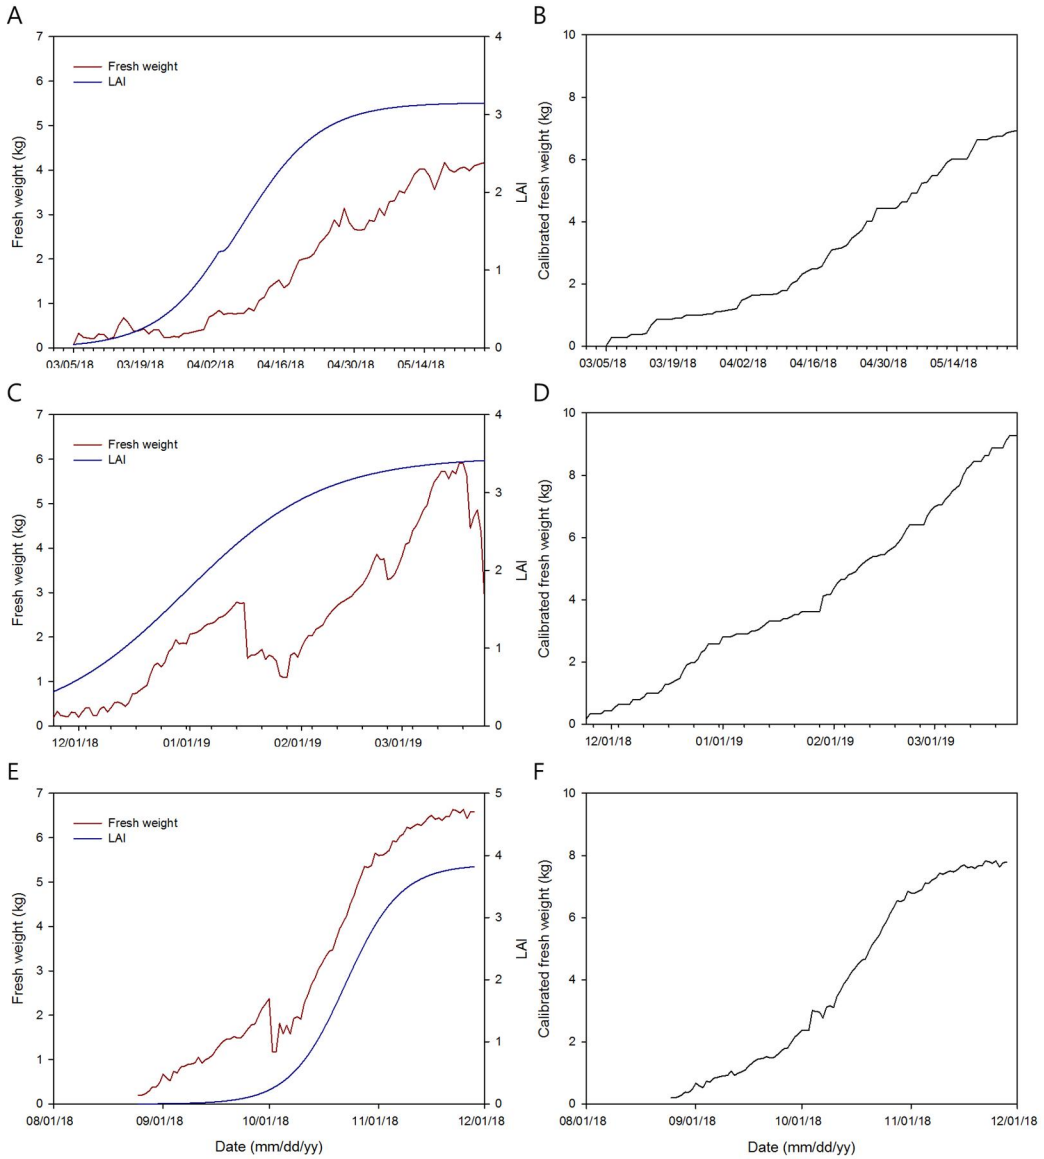 A
B
7
6
5
4
3
2
1
0
Fresh weight (kg)
Fresh weight
LAI
4
3
2
1
0
LAI
03/05/18 03/19/18 04/02/18 04/16/18 04/30/18 05/14/18
10
8
6
4
2
0
Calibrated fresh weight (kg)
03/05/18 03/19/18 04/02/18 04/16/18 04/30/18 05/14/18
C
D
7
6
5
4
3
2
1
0
Fresh weight (kg)
Fresh weight
LAI
4
3
2
1
0
LAI
12/01/18 01/01/19 02/01/19 03/01/19
10
8
6
4
2
0
Calibrated fresh weight (kg)
12/01/18 01/01/19 02/01/19 03/01/19
E
F
7
6
5
4
3
2
1
0
Fresh weight (kg)
Fresh weight
LAI
5
4
3
2
1
0
LAI
08/01/18 09/01/18 10/01/18 11/01/18 12/01/18
Date (mm/dd/yy)
10
8
6
4
2
0
Calibrated fresh weight (kg)
08/01/18 09/01/18 10/01/18 11/01/18 12/01/18
Date (mm/dd/yy)